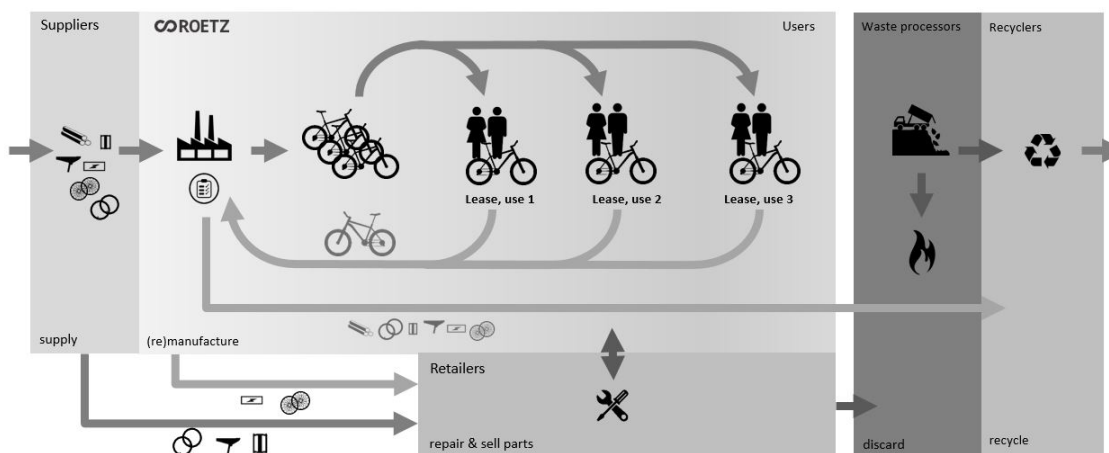 Suppliers
ROETZ
Users
Waste processors
Recyclers
Lease, use 1
Lease, use 2
Lease, use 3
supply
(re)manufacture
Retailers
repair & sell parts
discard
recycle